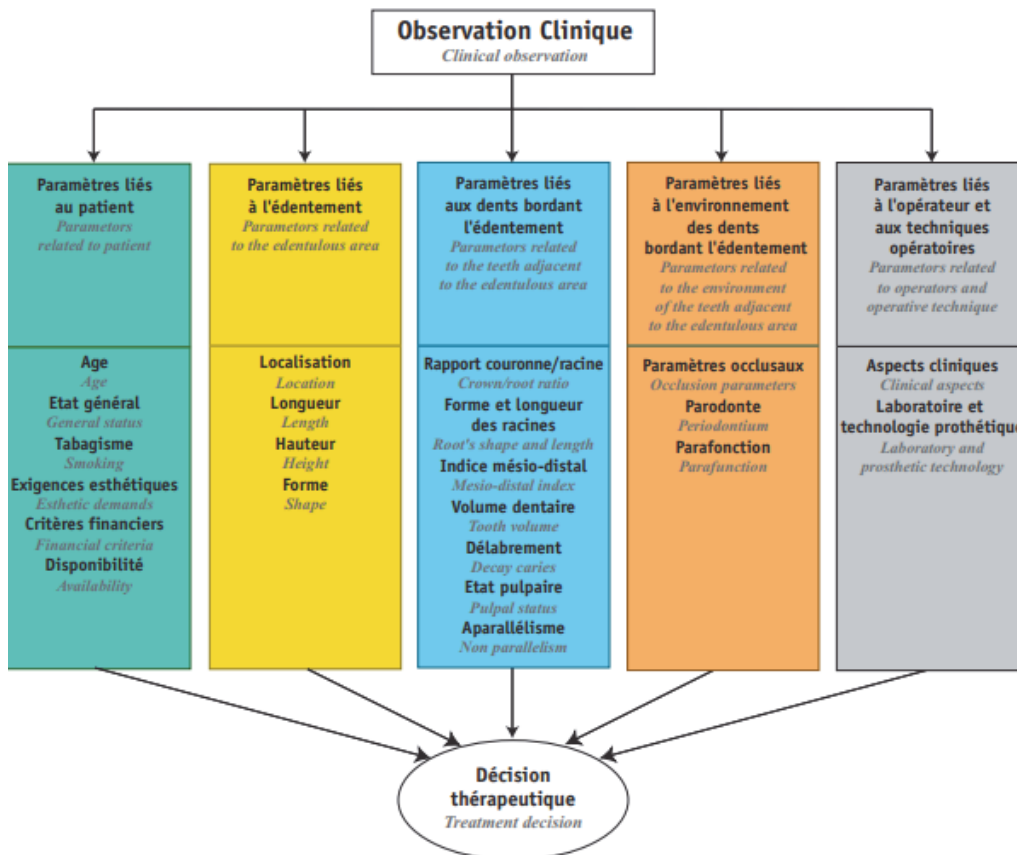 Observation Clinique
Clinical observation
Paramètres liés
au patient
Parametors
related to patient
Age
Age
Etat général
General status
Tabagisme
Smoking
Exigences esthétiques
Esthetic demands
Critères financiers
Financial criteria
Disponibilité
Availability
Paramètres liés
à l'édentement
Parametors related
to the edentulous area
Localisation
Location
Longueur
Length
Hauteur
Height
Forme
Shape
Paramètres liés
aux dents bordant
l'édentement
Parametors related
to the teeth adjacent
to the edentulous area
Rapport couronne/racine
Crown/root ratio
Forme et longueur
des racines
Root's shape and length
Indice mésio-distal
Mesio-distal index
Volume dentaire
Tooth volume
Délabrement
Decay caries
Etat pulpaire
Pulpal status
Aparallélisme
Non parallelism
Paramètres liés
à l'environnement
des dents
bordant l'édentement
Parametors related
to the environment
of the teeth adjacent
to the edentulous area
Paramètres occlusaux
Occlusion parameters
Parodonte
Periodontium
Parafonction
Parafunction
Paramètres liés
à l'opérateur et
aux techniques
opératoires
Parametors related
to operators and
operative technique
Aspects cliniques
Clinical aspects
Laboratoire et
technologie prothétique
Laboratory and
prosthetic technology
Décision
thérapeutique
Treatment decision